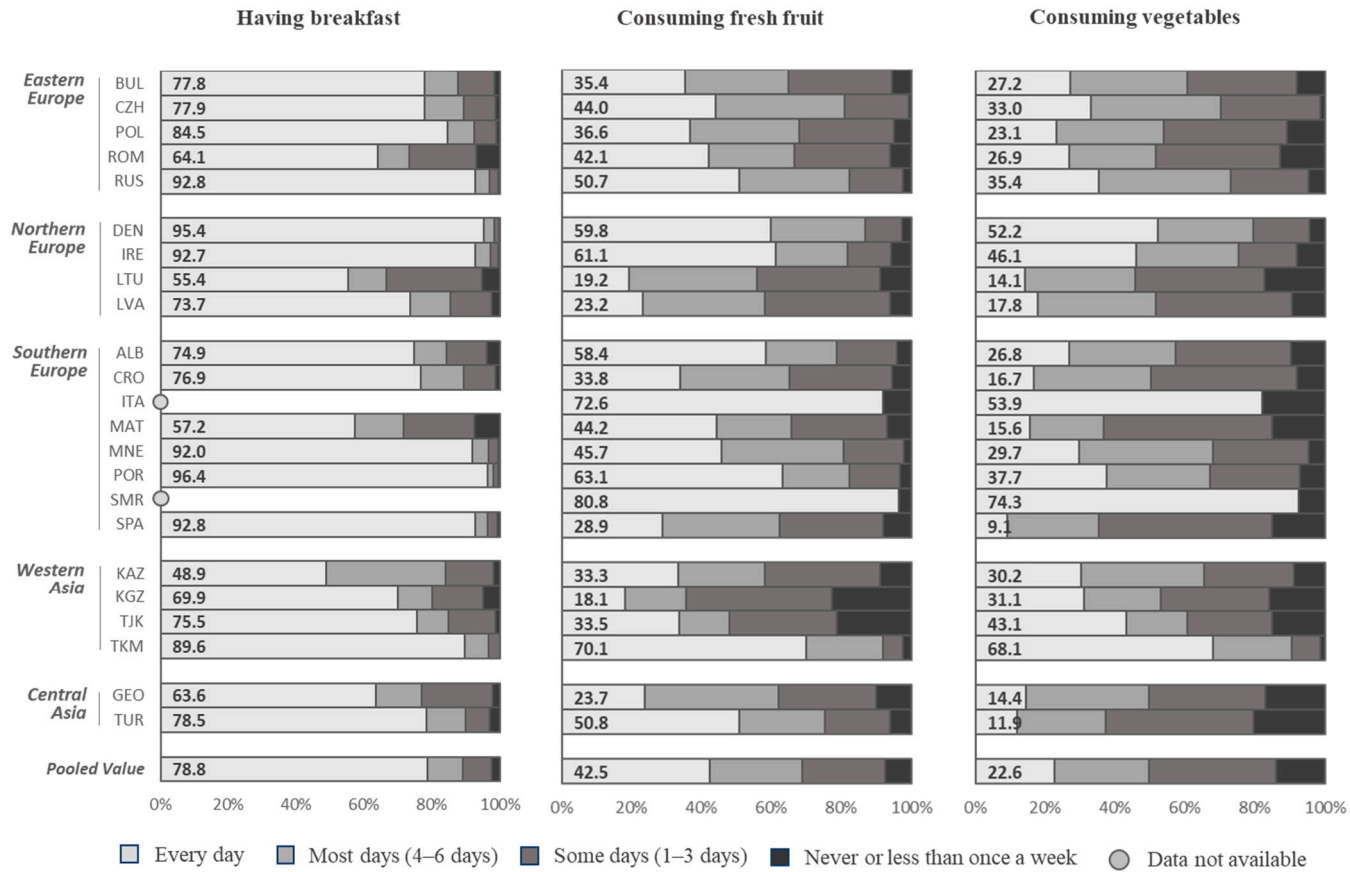 Having breakfast Consuming fresh fruit Consuming vegetables
Eastern Europe
BUL 77.8 35.4 27.2
CZH 77.9 44.0 33.0
POL 84.5 36.6 23.1
ROM 64.1 42.1 26.9
RUS 92.8 50.7 35.4
Northern Europe
DEN 95.4 59.8 52.2
IRE 92.7 61.1 46.1
LTU 55.4 19.2 14.1
LVA 73.7 23.2 17.8
Southern Europe
ALB 74.9 58.4 26.8
CRO 76.9 33.8 16.7
ITA 72.6 53.9
MAT 57.2 44.2 15.6
MNE 92.0 45.7 29.7
POR 96.4 63.1 37.7
SMR 80.8 74.3
SPA 92.8 28.9 9.1
Western Asia
KAZ 48.9 33.3 30.2
KGZ 69.9 18.1 31.1
TJK 75.5 33.5 43.1
TKM 89.6 70.1 68.1
Central Asia
GEO 63.6 23.7 14.4
TUR 78.5 50.8 11.9
Pooled Value 78.8 42.5 22.6
0% 20% 40% 60% 80% 100% 0% 20% 40% 60% 80% 100% 0% 20% 40% 60% 80% 100%
Every day Most days (4–6 days) Some days (1–3 days) Never or less than once a week Data not available